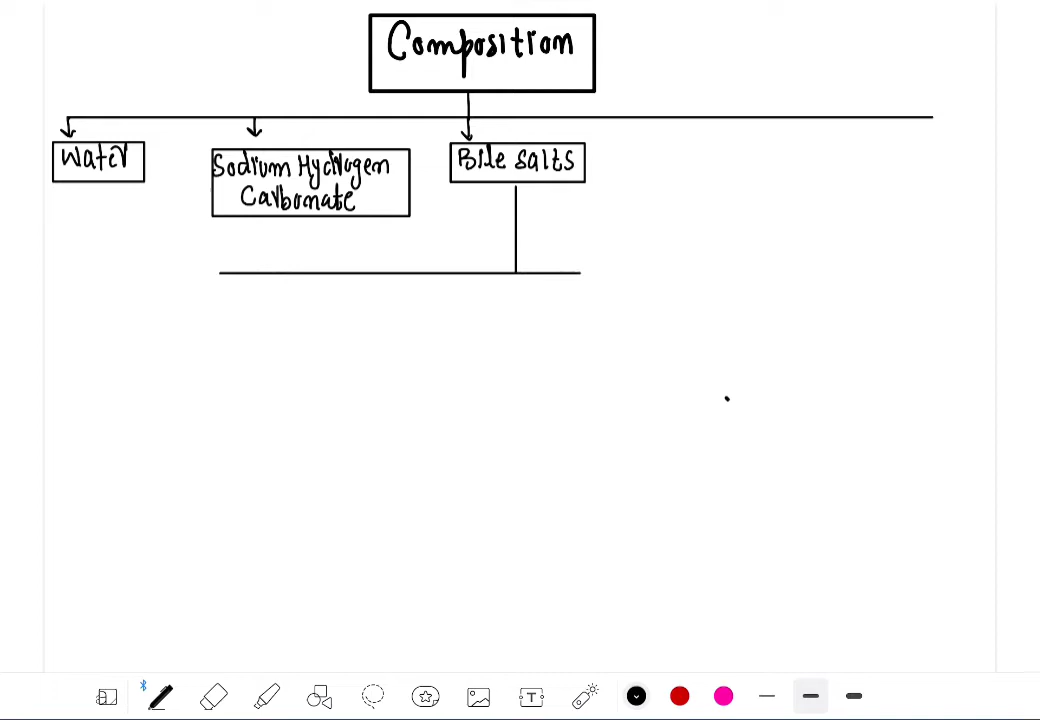 Composition
Water
Sodium Hydrogen
Carbonate
Bile salts
T